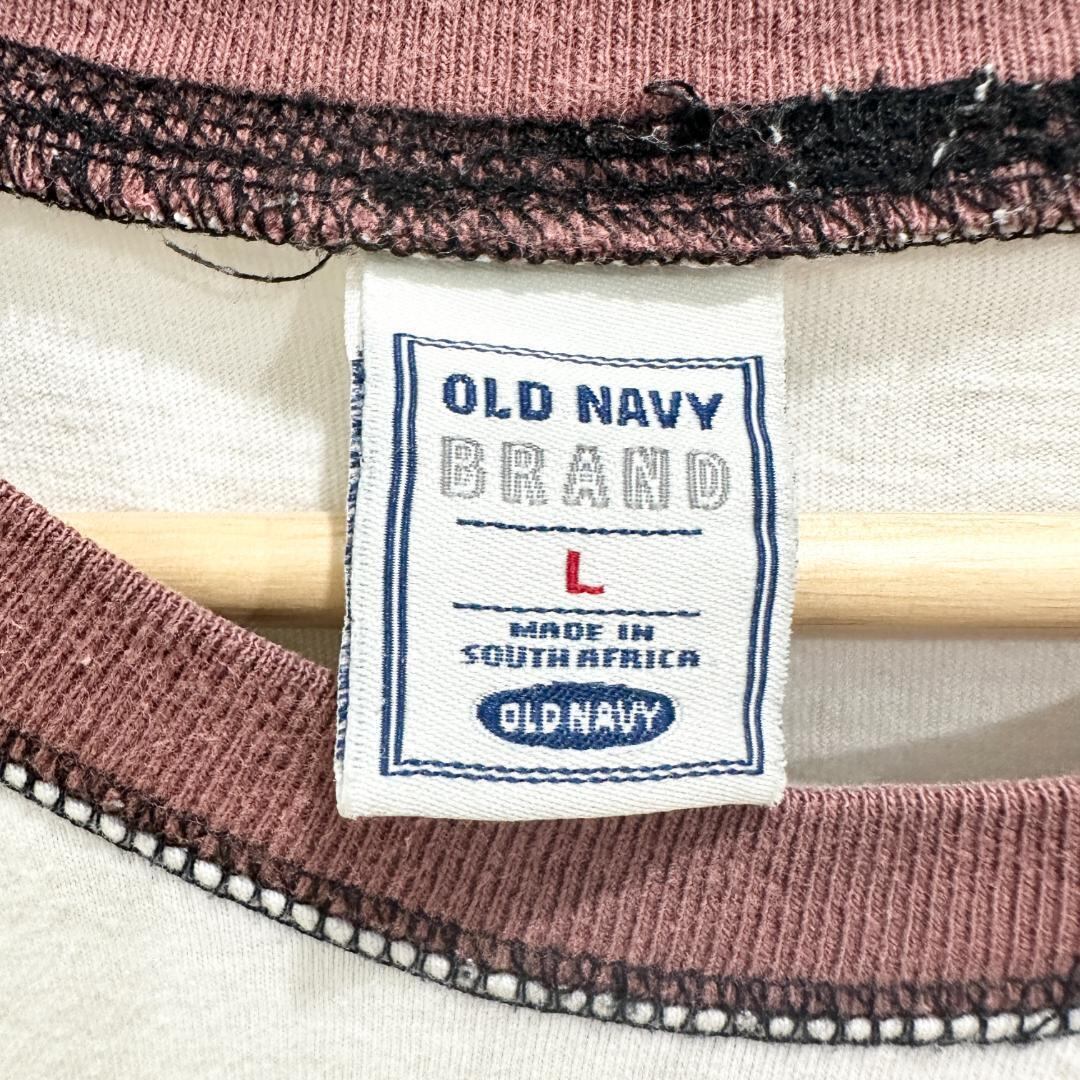 OLD NAVY
BRAND
L
MADE IN
SOUTH AFRICA
OLD NAVY